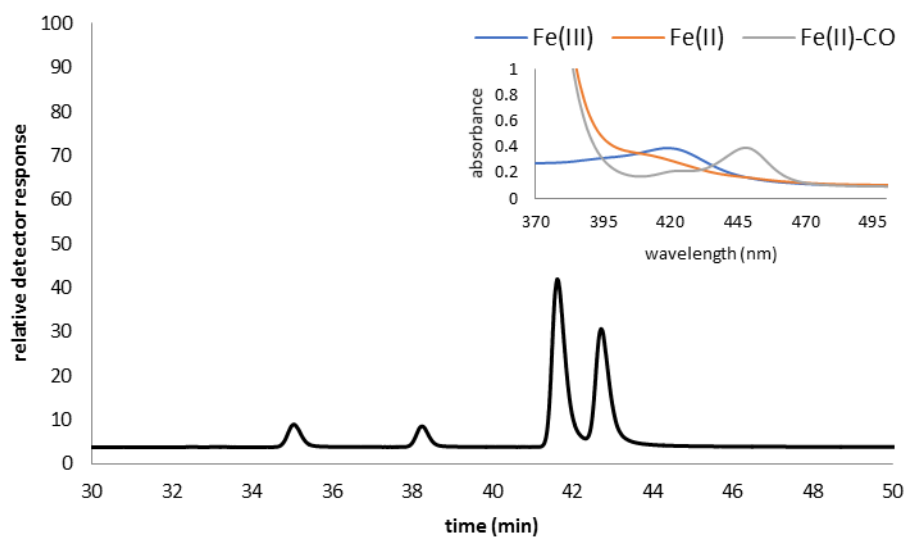 relative detector response
100
90
80
70
60
50
40
30
20
10
0
Fe(III) Fe(II) Fe(II)-CO
absorbance
1
0.8
0.6
0.4
0.2
0
370 395 420 445 470 495
wavelength (nm)
30 32 34 36 38 40 42 44 46 48 50
time (min)